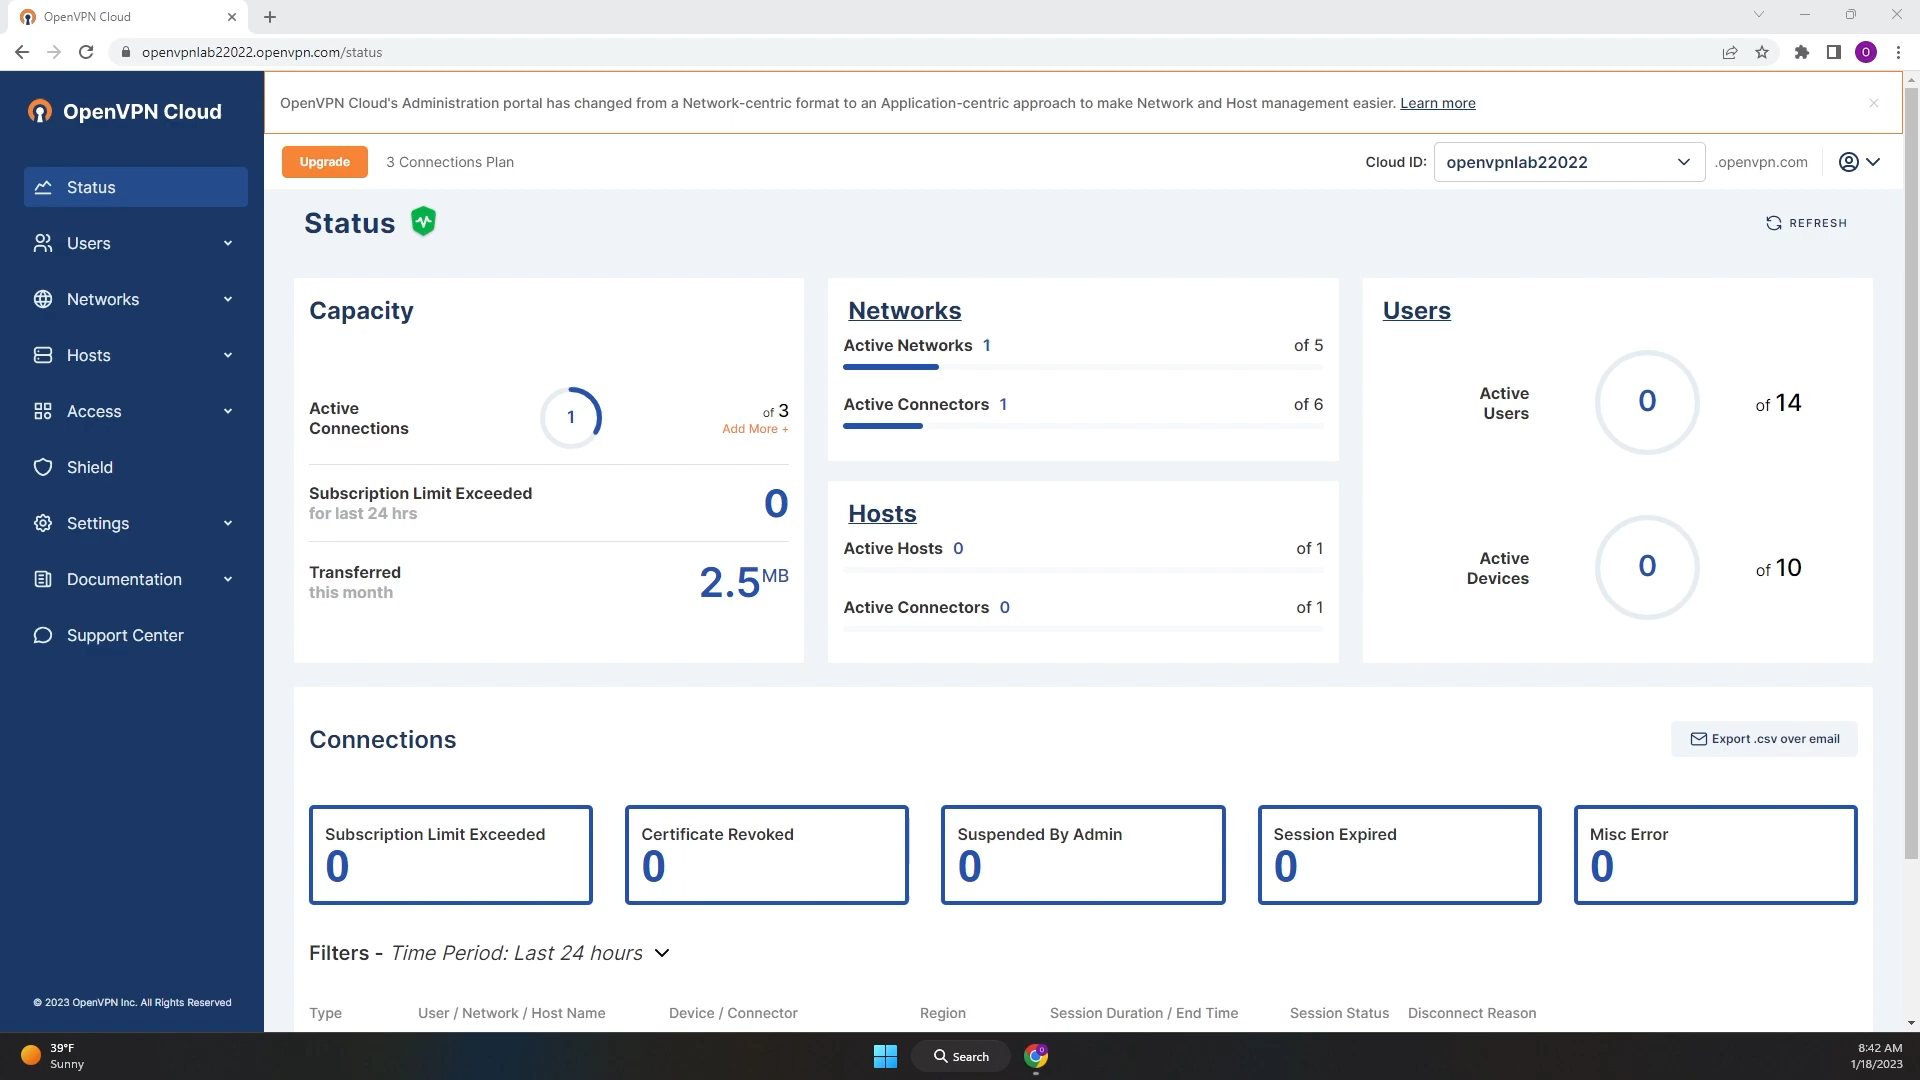 OpenVPN Cloud
openvpnlab22022.openvpn.com/status
O
OpenVPN Cloud
OpenVPN Cloud's Administration portal has changed from a Network-centric format to an Application-centric approach to make Network and Host management easier. Learn more
Upgrade
3 Connections Plan
Cloud ID:
openvpnlab22022
.openvpn.com
Status
Users
Networks
Hosts
Access
Shield
Settings
Documentation
Support Center
© 2023 OpenVPN Inc. All Rights Reserved
Status
REFRESH
Capacity
Active
Connections
1
of 3
Add More +
Subscription Limit Exceeded
for last 24 hrs
0
Transferred
this month
2.5 MB
Networks
Active Networks 1
of 5
Active Connectors 1
of 6
Hosts
Active Hosts 0
of 1
Active Connectors 0
of 1
Users
Active
Users
0
of 14
Active
Devices
0
of 10
Connections
Export .csv over email
Subscription Limit Exceeded
0
Certificate Revoked
0
Suspended By Admin
0
Session Expired
0
Misc Error
0
Filters - Time Period: Last 24 hours
Type
User / Network / Host Name
Device / Connector
Region
Session Duration / End Time
Session Status
Disconnect Reason
39°F
Sunny
Search
8:42 AM
1/18/2023